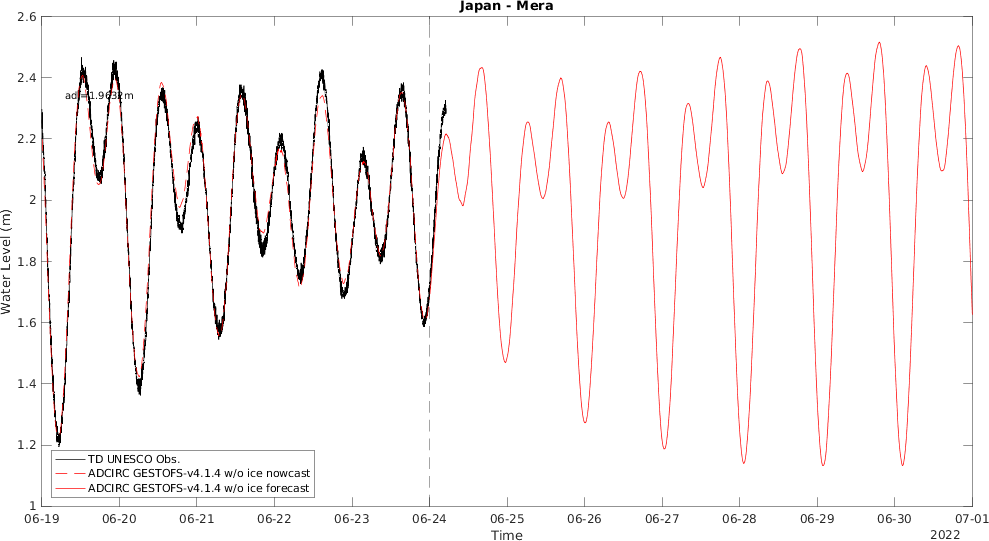 Japan - Mera
2.6
2.4
adj=1.9632m
2.2
2
1.8
1.6
1.4
1.2
1
Water Level (m)
TD UNESCO Obs.
ADCIRC GESTOFS-v4.1.4 w/o ice nowcast
ADCIRC GESTOFS-v4.1.4 w/o ice forecast
06-19 06-20 06-21 06-22 06-23 06-24 06-25 06-26 06-27 06-28 06-29 06-30 07-01
Time
2022